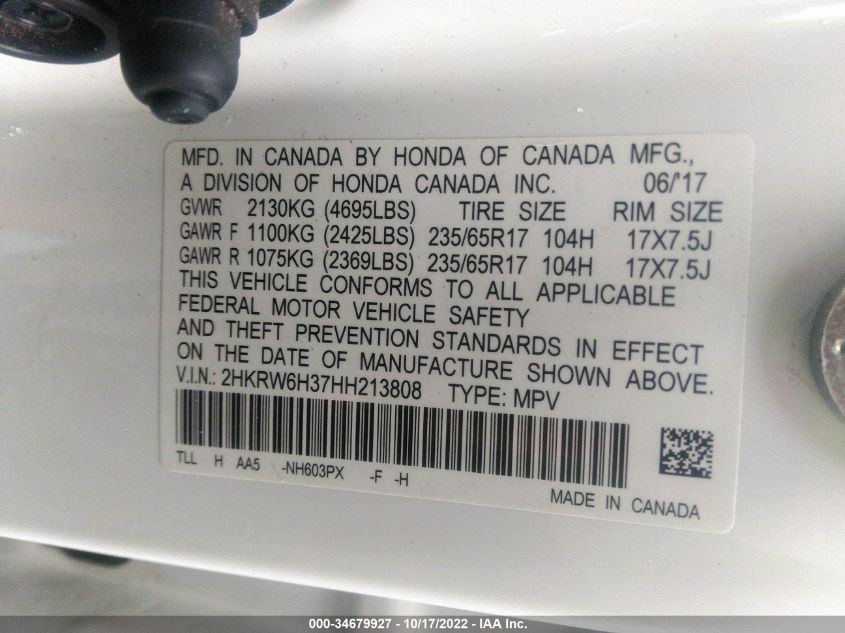 MFD. IN CANADA BY HONDA OF CANADA MFG.,
A DIVISION OF HONDA CANADA INC. 06/'17
GVWR 2130KG (4695LBS) TIRE SIZE RIM SIZE
GAWR F 1100KG (2425LBS) 235/65R17 104H 17X7.5J
GAWR R 1075KG (2369LBS) 235/65R17 104H 17X7.5J
THIS VEHICLE CONFORMS TO ALL APPLICABLE
FEDERAL MOTOR VEHICLE SAFETY
AND THEFT PREVENTION STANDARDS IN EFFECT
ON THE DATE OF MANUFACTURE SHOWN ABOVE.
V.I.N.: 2HKRW6H37HH213808 TYPE: MPV
TLL H AA5 -NH603PX -F -H
MADE IN CANADA
000-34679927 - 10/17/2022 - IAA Inc.